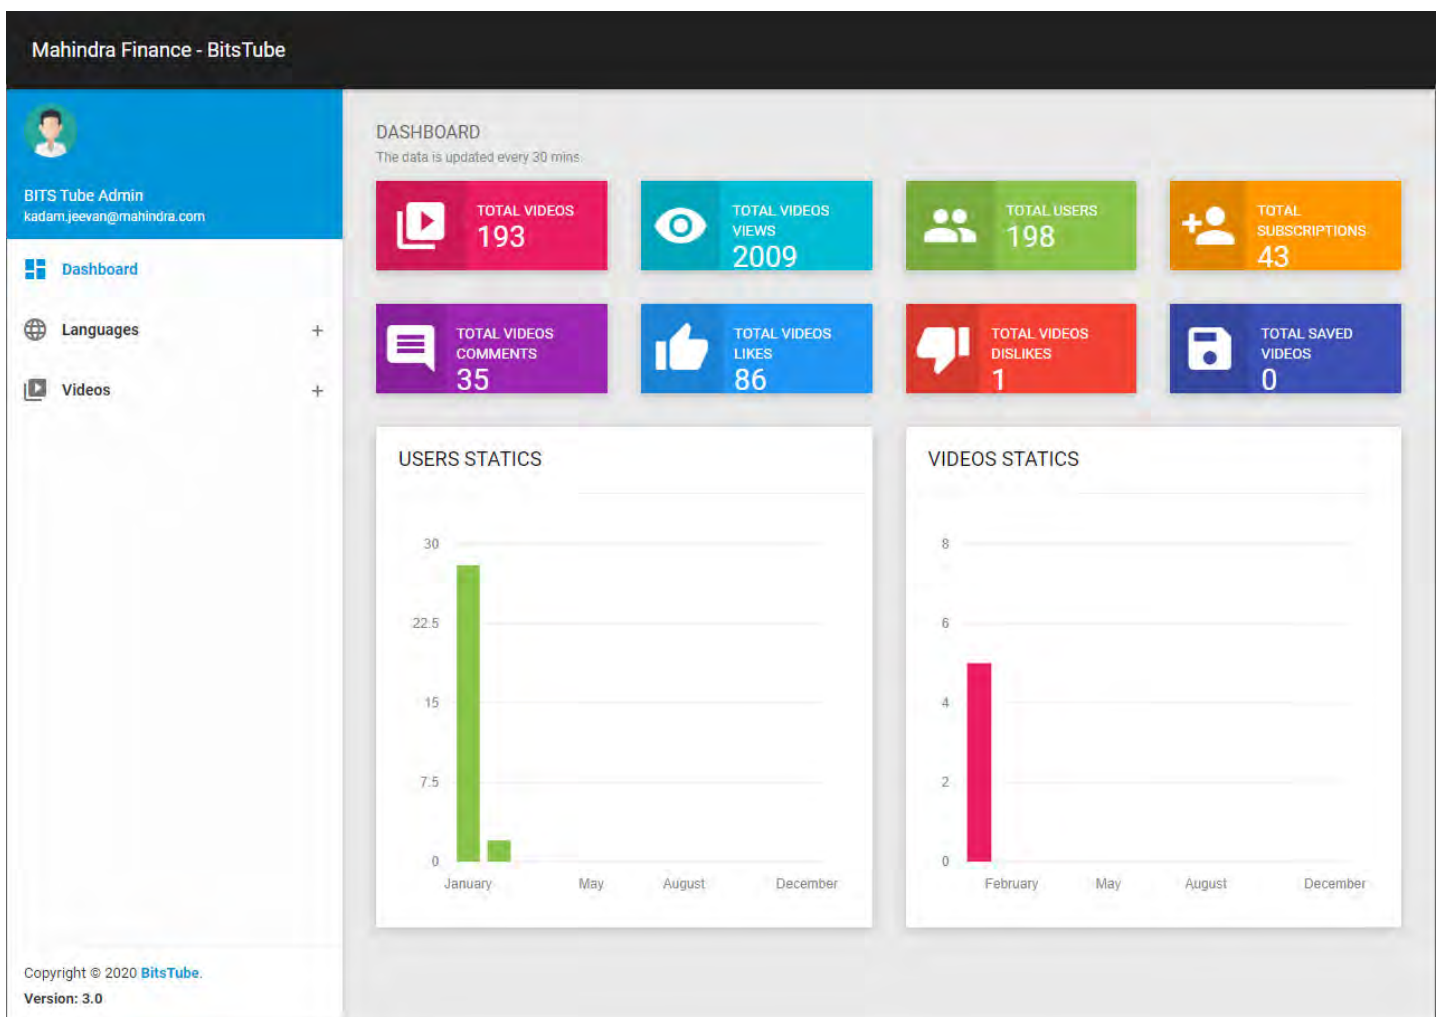 Mahindra Finance - BitsTube
BITS Tube Admin
kadam.jeevan@mahindra.com
Dashboard
Languages +
Videos +
Copyright © 2020 BitsTube.
Version: 3.0
DASHBOARD
The data is updated every 30 mins
TOTAL VIDEOS
193
TOTAL VIDEOS
VIEWS
2009
TOTAL USERS
198
TOTAL
SUBSCRIPTIONS
43
TOTAL VIDEOS
COMMENTS
35
TOTAL VIDEOS
LIKES
86
TOTAL VIDEOS
DISLIKES
1
TOTAL SAVED
VIDEOS
0
USERS STATICS
30
22.5
15
7.5
0
January May August December
VIDEOS STATICS
8
6
4
2
0
February May August December